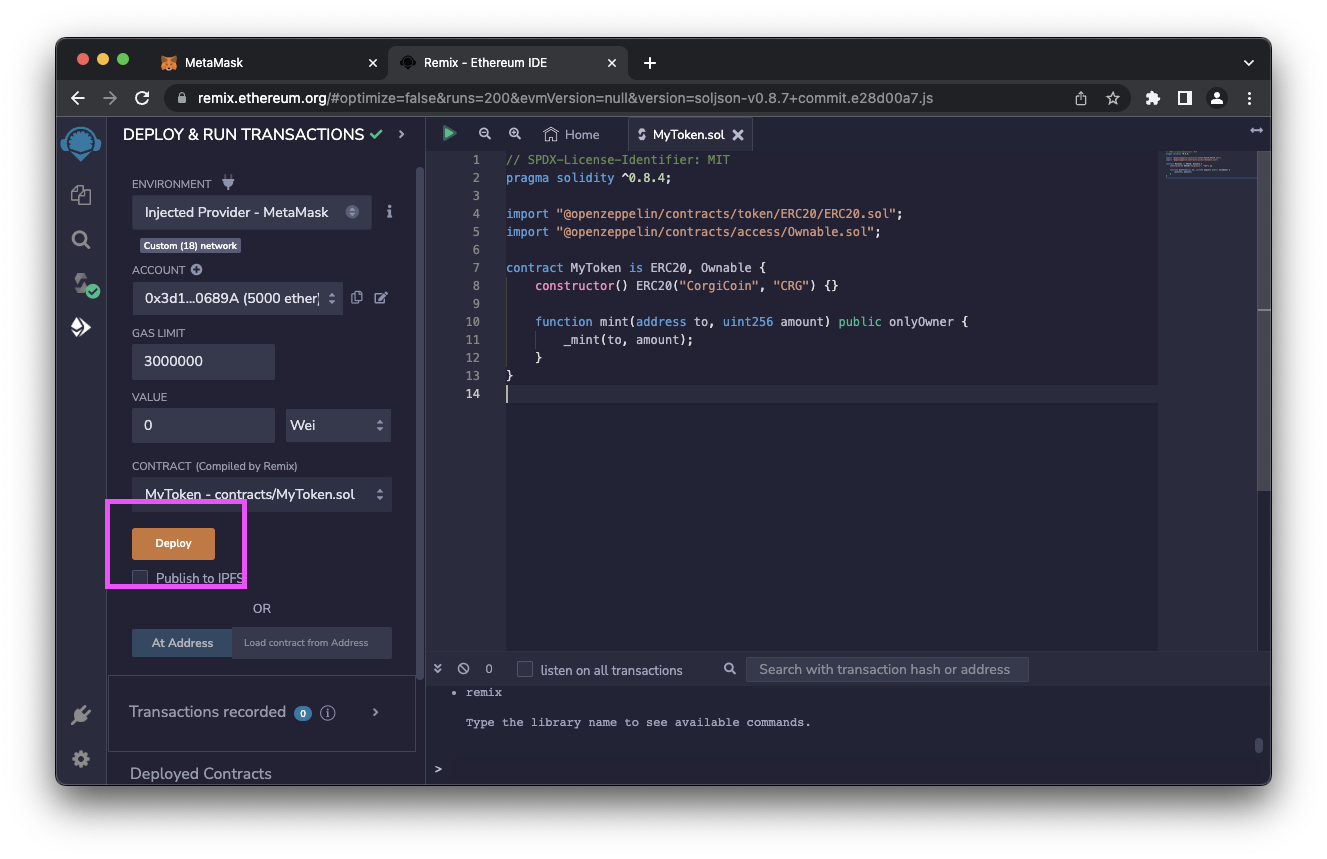 MetaMask
Remix - Ethereum IDE
remix.ethereum.org/#optimize=false&runs=200&evmVersion=null&version=soljson-v0.8.7+commit.e28d00a7.js
DEPLOY & RUN TRANSACTIONS
ENVIRONMENT
Injected Provider - MetaMask
Custom (18) network
ACCOUNT
0x3d1...0689A (5000 ether)
GAS LIMIT
3000000
VALUE
0
Wei
CONTRACT (Compiled by Remix)
MyToken - contracts/MyToken.sol
Deploy
Publish to IPFS
OR
At Address
Load contract from Address
Transactions recorded 0
Deployed Contracts
Home
MyToken.sol
1 // SPDX-License-Identifier: MIT
2 pragma solidity ^0.8.4;
3
4 import "@openzeppelin/contracts/token/ERC20/ERC20.sol";
5 import "@openzeppelin/contracts/access/Ownable.sol";
6
7 contract MyToken is ERC20, Ownable {
8     constructor() ERC20("CorgiCoin", "CRG") {}
9
10     function mint(address to, uint256 amount) public onlyOwner {
11         _mint(to, amount);
12     }
13 }
14
0
listen on all transactions
Search with transaction hash or address
• remix
Type the library name to see available commands.
>